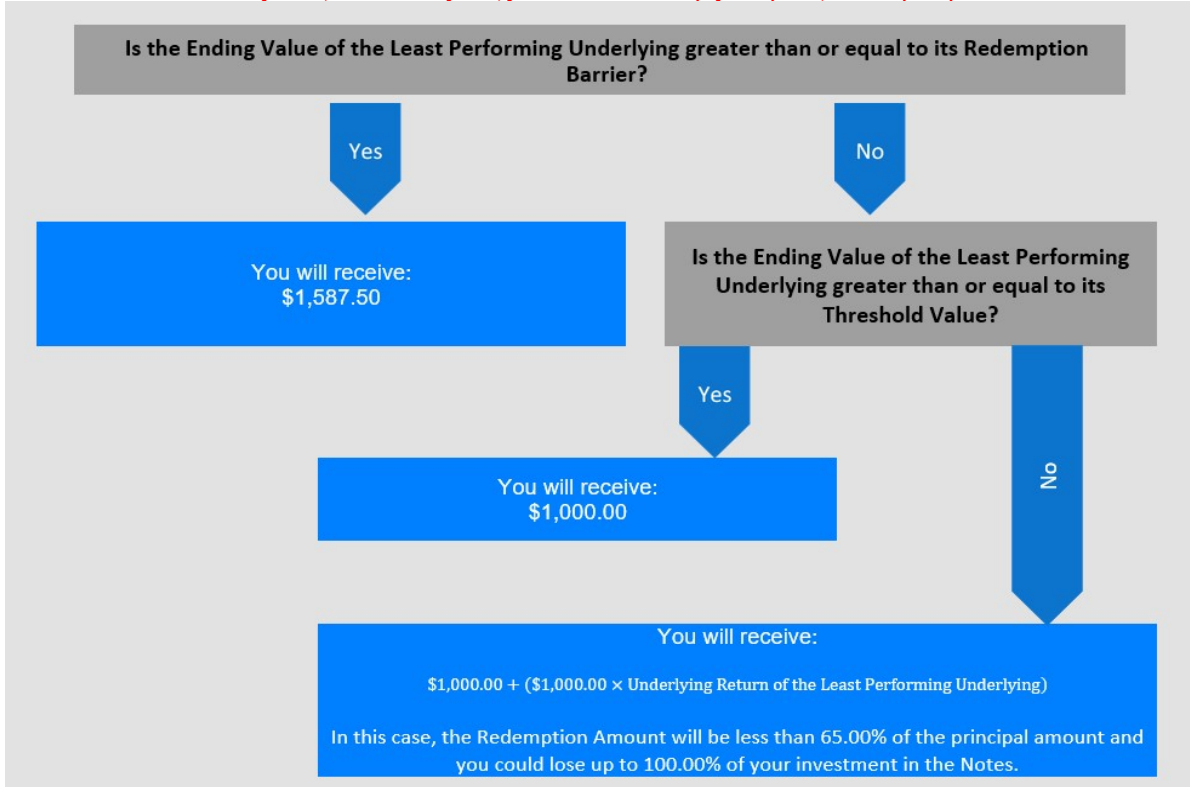 Is the Ending Value of the Least Performing Underlying greater than or equal to its Redemption
Barrier?
Yes
No
You will receive:
$1,587.50
Is the Ending Value of the Least Performing
Underlying greater than or equal to its
Threshold Value?
Yes
No
You will receive:
$1,000.00
You will receive:
$1,000.00 + ($1,000.00 × Underlying Return of the Least Performing Underlying)
In this case, the Redemption Amount will be less than 65.00% of the principal amount and
you could lose up to 100.00% of your investment in the Notes.